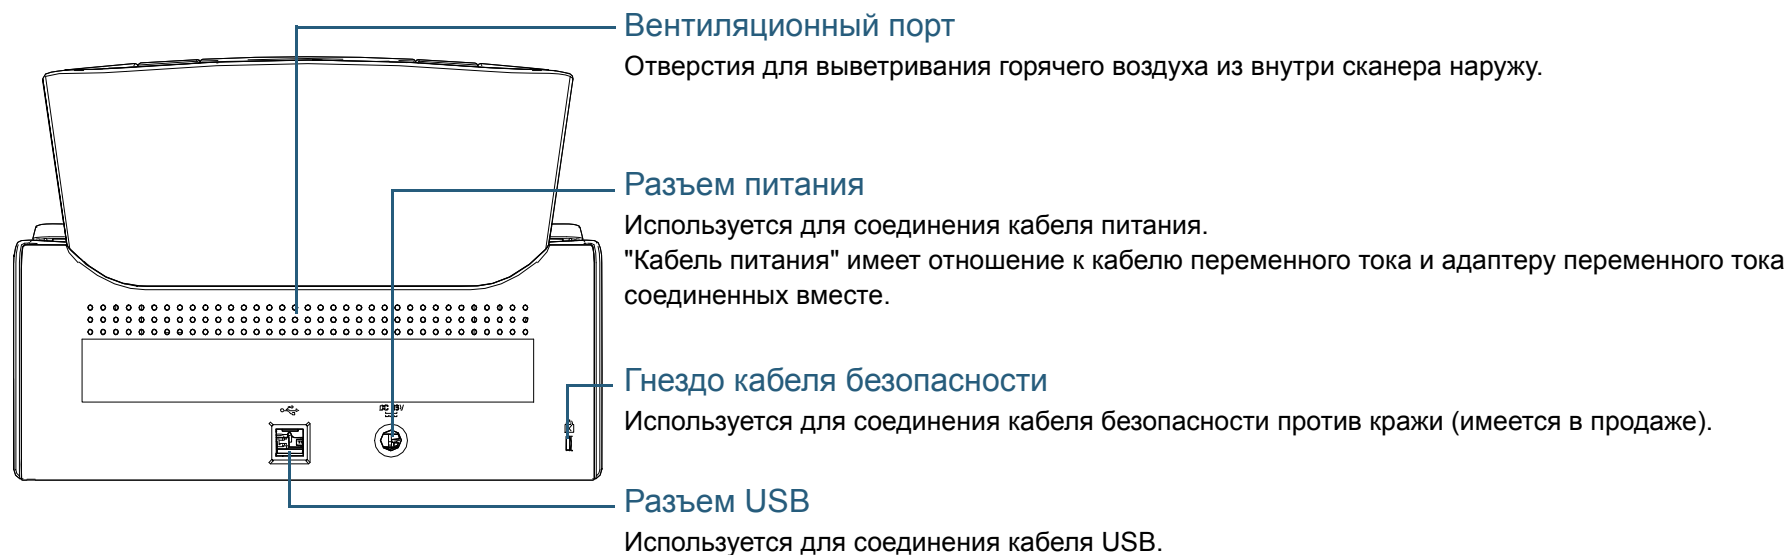 Вентиляционный порт
Отверстия для выветривания горячего воздуха из внутри сканера наружу.
Разъем питания
Используется для соединения кабеля питания.
"Кабель питания" имеет отношение к кабелю переменного тока и адаптеру переменного тока
соединенных вместе.
Гнездо кабеля безопасности
Используется для соединения кабеля безопасности против кражи (имеется в продаже).
Разъем USB
Используется для соединения кабеля USB.